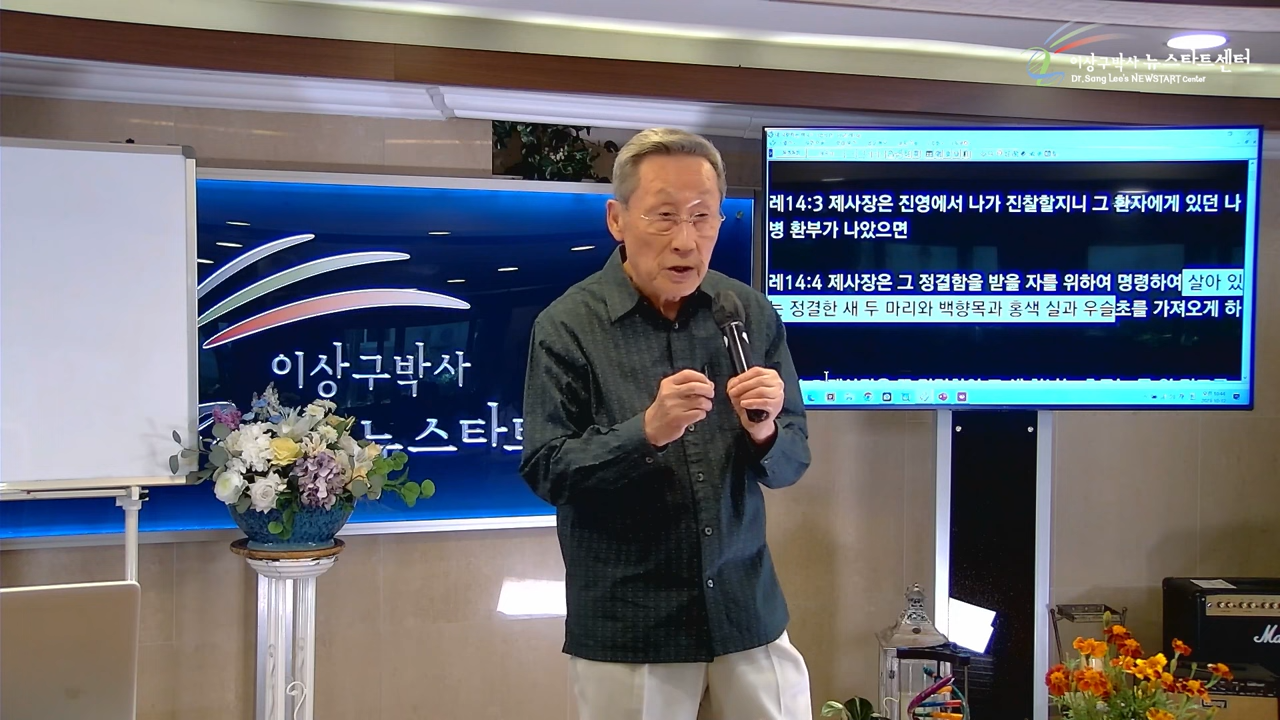 이상구박사 뉴스타트센터
Dr. Sang Lee's NEWSTART Center
레14:3 제사장은 진영에서 나가 진찰할지니 그 환자에게 있던 나
병 환부가 나았으면
레14:4 제사장은 그 정결함을 받을 자를 위하여 명령하여 살아 있
는 정결한 새 두 마리와 백향목과 홍색 실과 우슬초를 가져오게 하
이상구박사
뉴스타트